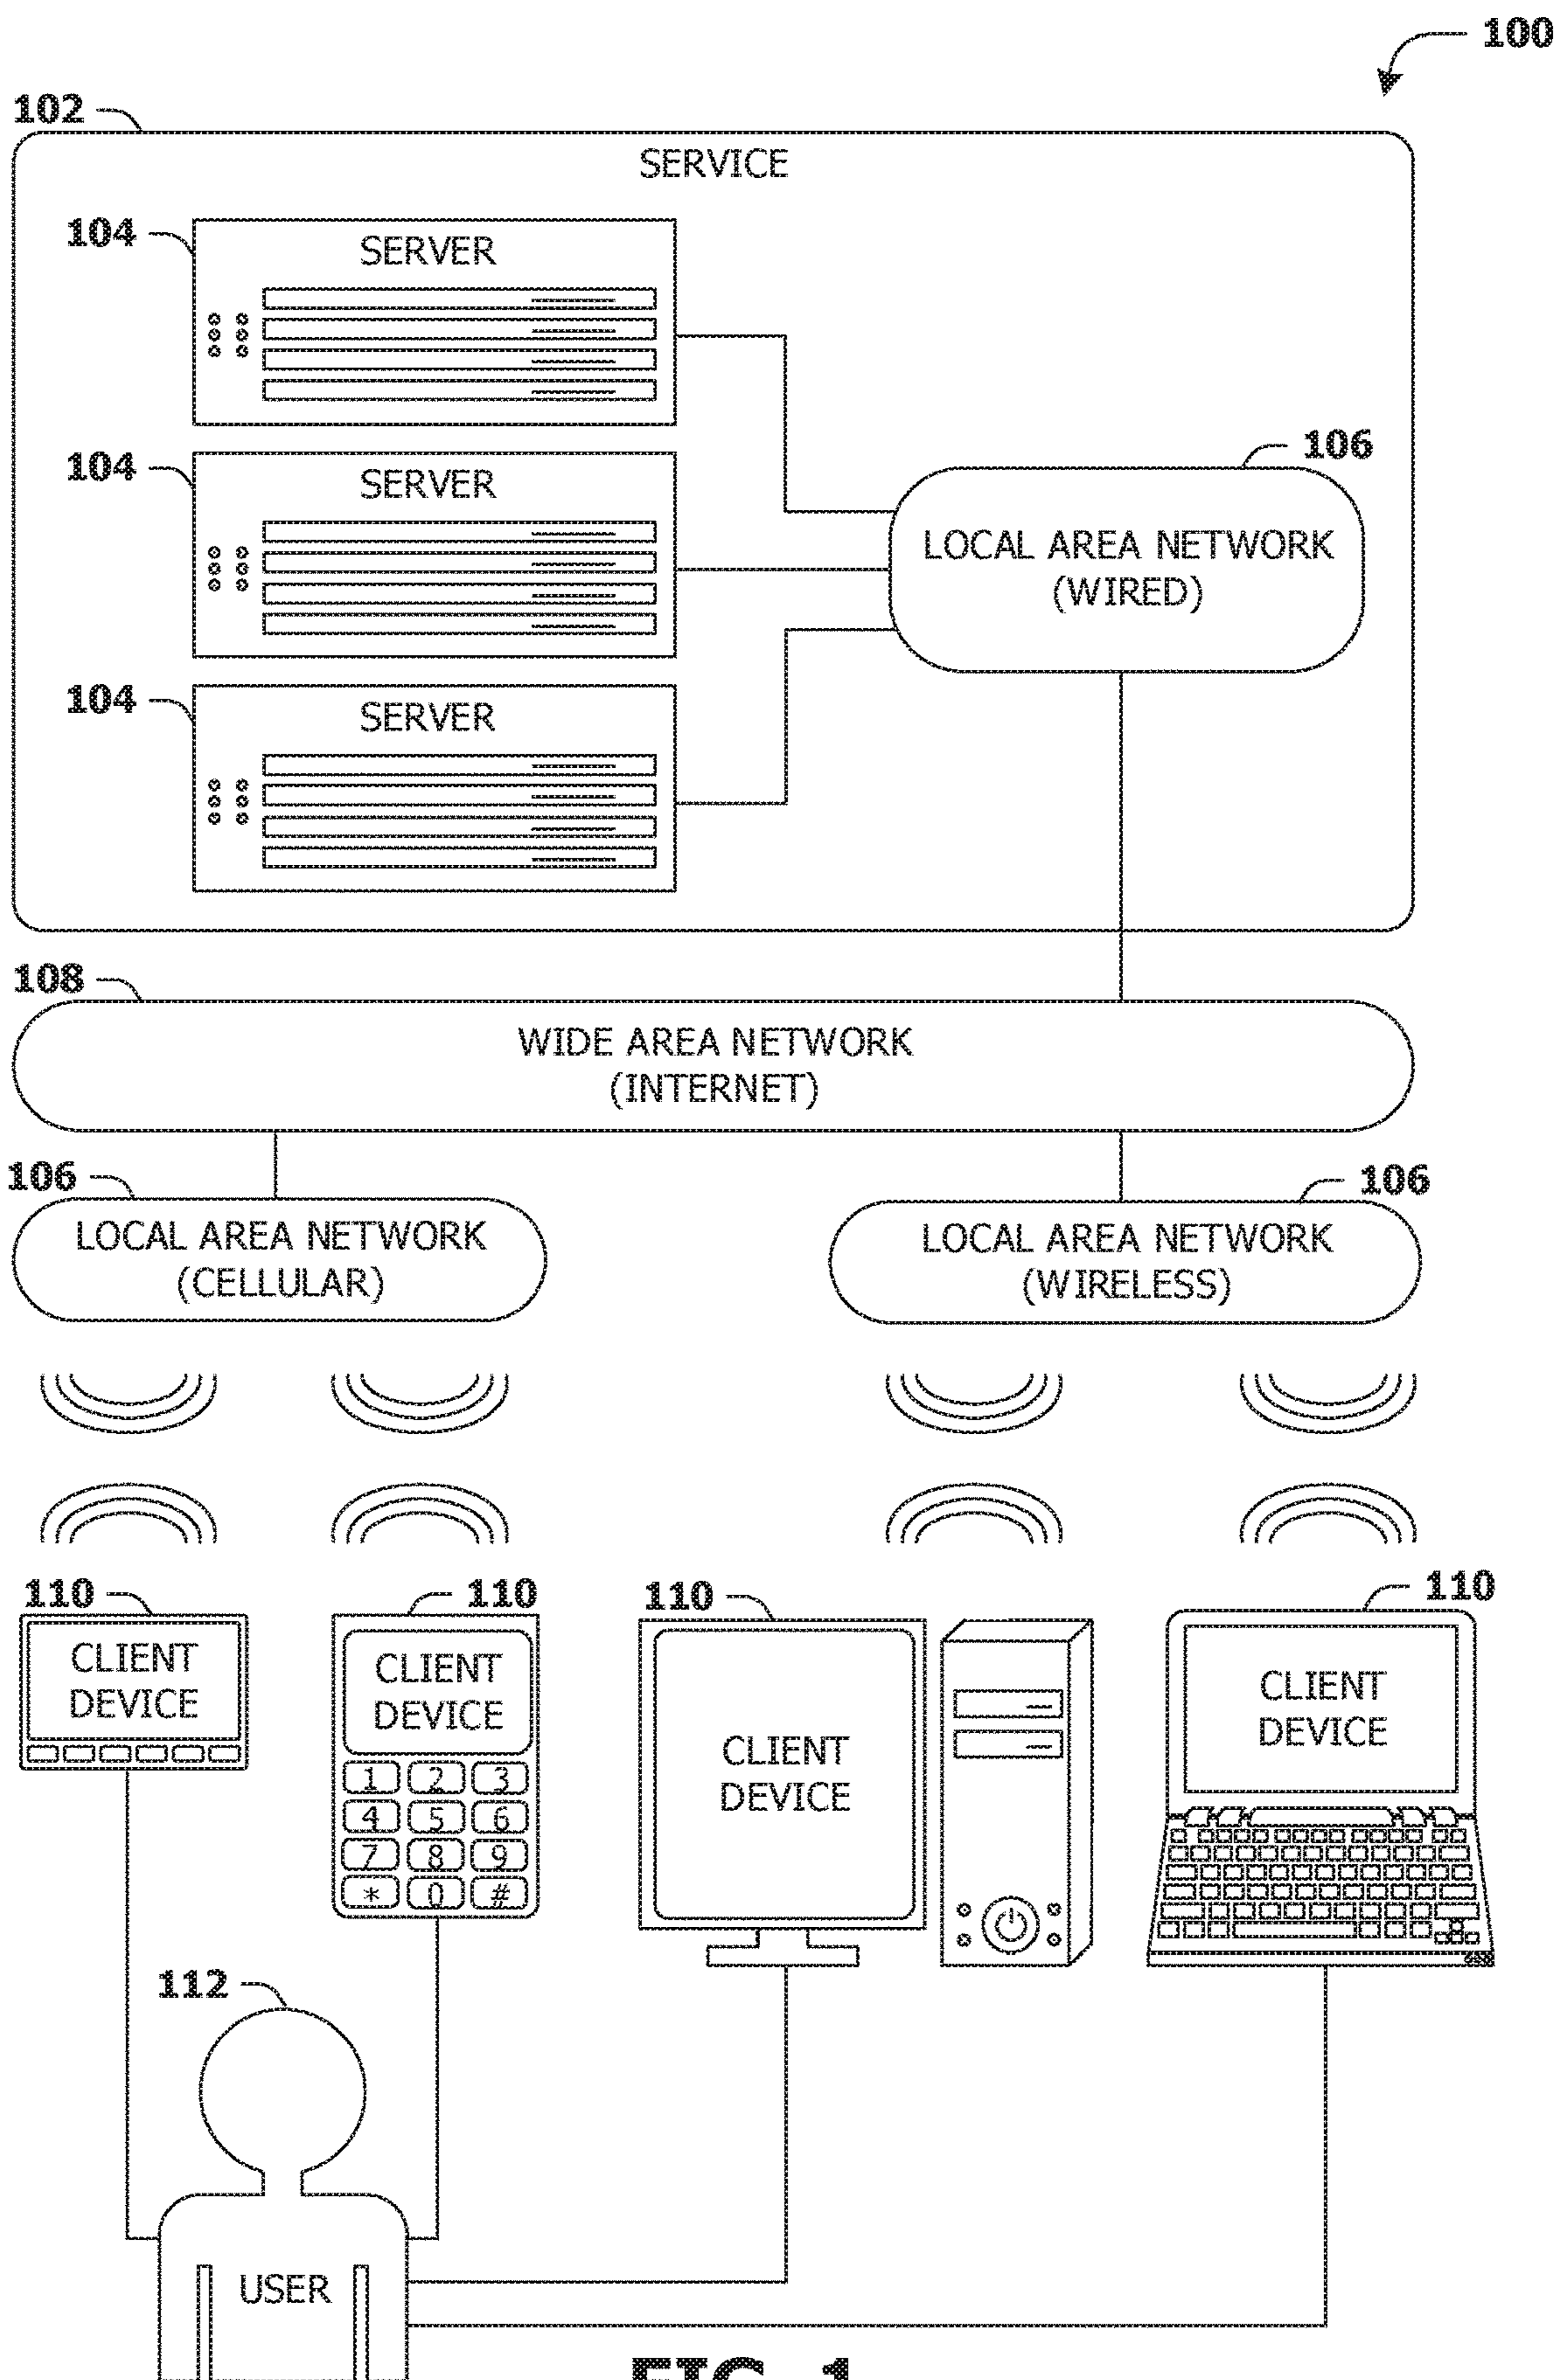 100
102
SERVICE
104
SERVER
104
SERVER
106
LOCAL AREA NETWORK
(WIRED)
104
SERVER
108
WIDE AREA NETWORK
(INTERNET)
106
LOCAL AREA NETWORK
(CELLULAR)
106
LOCAL AREA NETWORK
(WIRELESS)
110
CLIENT
DEVICE
110
CLIENT
DEVICE
1 2 3
4 5 6
7 8 9
* 0 #
110
CLIENT
DEVICE
110
CLIENT
DEVICE
112
USER
FIG. 1